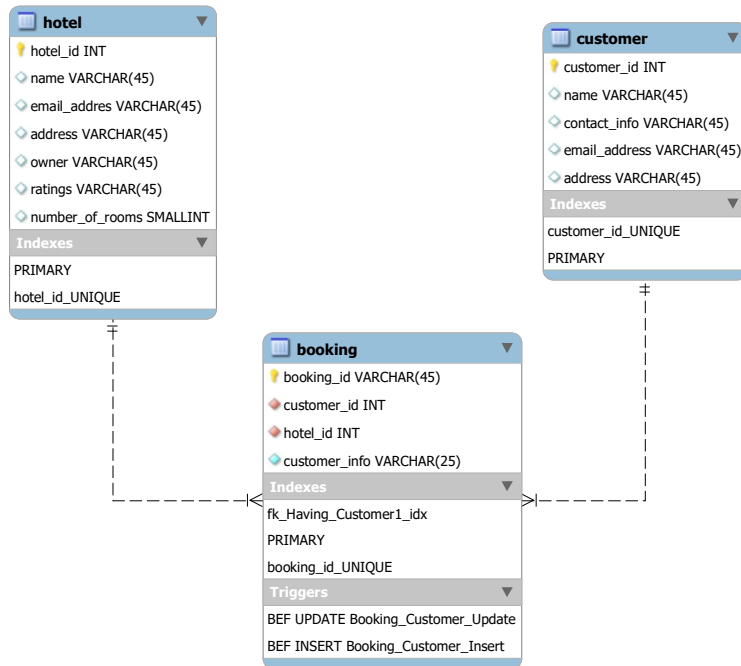 hotel
hotel_id INT
name VARCHAR(45)
email_addres VARCHAR(45)
address VARCHAR(45)
owner VARCHAR(45)
ratings VARCHAR(45)
number_of_rooms SMALLINT
Indexes
PRIMARY
hotel_id_UNIQUE
customer
customer_id INT
name VARCHAR(45)
contact_info VARCHAR(45)
email_address VARCHAR(45)
address VARCHAR(45)
Indexes
customer_id_UNIQUE
PRIMARY
booking
booking_id VARCHAR(45)
customer_id INT
hotel_id INT
customer_info VARCHAR(25)
Indexes
fk_Having_Customer1_idx
PRIMARY
booking_id_UNIQUE
Triggers
BEF UPDATE Booking_Customer_Update
BEF INSERT Booking_Customer_Insert